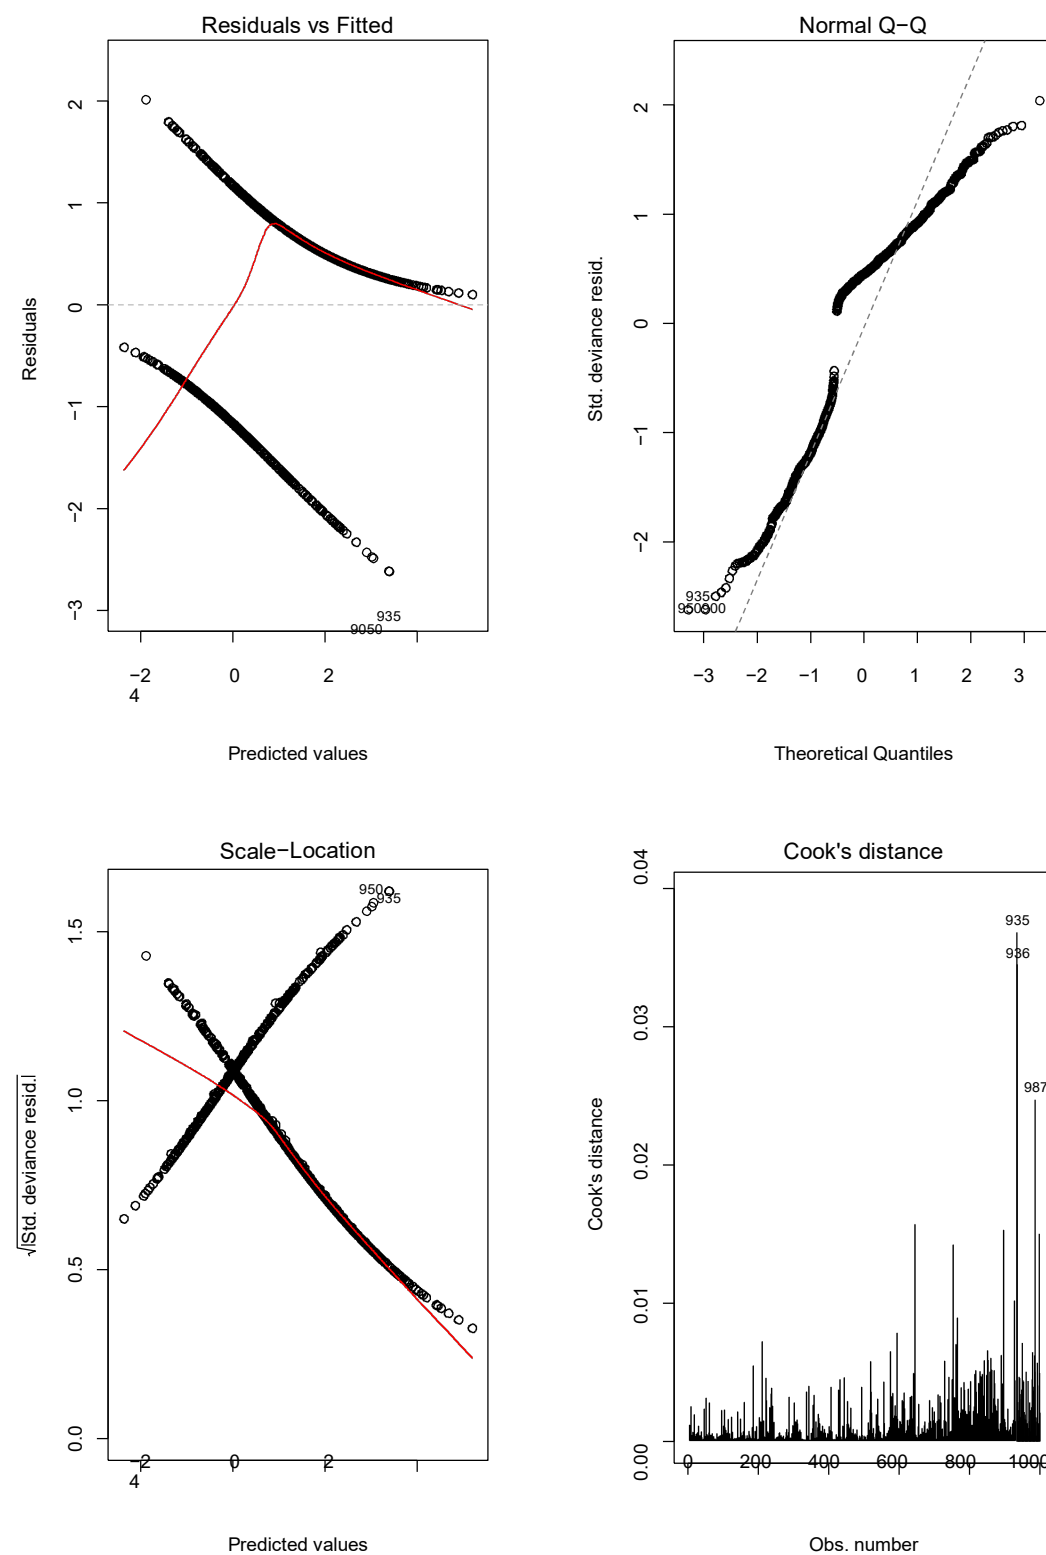 Residuals vs Fitted
Residuals
2
1
0
−1
−2
−3
935
9050
−2
0
2
4
Predicted values
Normal Q−Q
Std. deviance resid.
2
1
0
−1
−2
935
950900
−3 −2 −1 0 1 2 3
Theoretical Quantiles
Scale−Location
√|Std. deviance resid.|
1.5
1.0
0.5
0.0
950
935
−2
0
2
4
Predicted values
Cook's distance
Cook's distance
0.04
0.03
0.02
0.01
0.00
935
936
987
0 200 400 600 800 1000
Obs. number